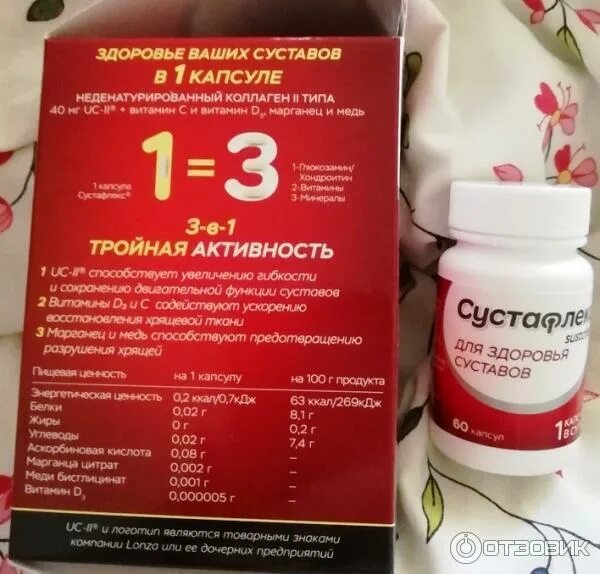 ЗДОРОВЬЕ ВАШИХ СУСТАВОВ
В 1 КАПСУЛЕ
НЕДЕНАТУРИРОВАННЫЙ КОЛЛАГЕН II ТИПА
40 мг UC-II® + витамин С и витамин D₃, марганец и медь
1 капсула
Сустафлекс®
1=3
1-Глюкозамин/
Хондроитин
2-Витамины
3-Минералы
3-в-1
ТРОЙНАЯ АКТИВНОСТЬ
1 UC-II® способствует увеличению гибкости
и сохранению двигательной функции суставов
2 Витамины D₃ и С содействуют ускорению
восстановления хрящевой ткани
3 Марганец и медь способствуют предотвращению
разрушения хрящей
Пищевая ценность на 1 капсулу на 100 г продукта
Энергетическая ценность 0,2 ккал/0,7кДж 63 ккал/269кДж
Белки 0,02 г 8,1 г
Жиры 0 г 0,2 г
Углеводы 0,02 г 7,4 г
Аскорбиновая кислота 0,08 г –
Марганца цитрат 0,002 г –
Меди бисглицинат 0,001 г –
Витамин D₃ 0,000005 г –
UC-II® и логотип являются товарными знаками
компании Lonza или ее дочерних предприятий
Сустафлекс
ДЛЯ ЗДОРОВЬЯ
СУСТАВОВ
60 капсул
1
ОТЗОВИК